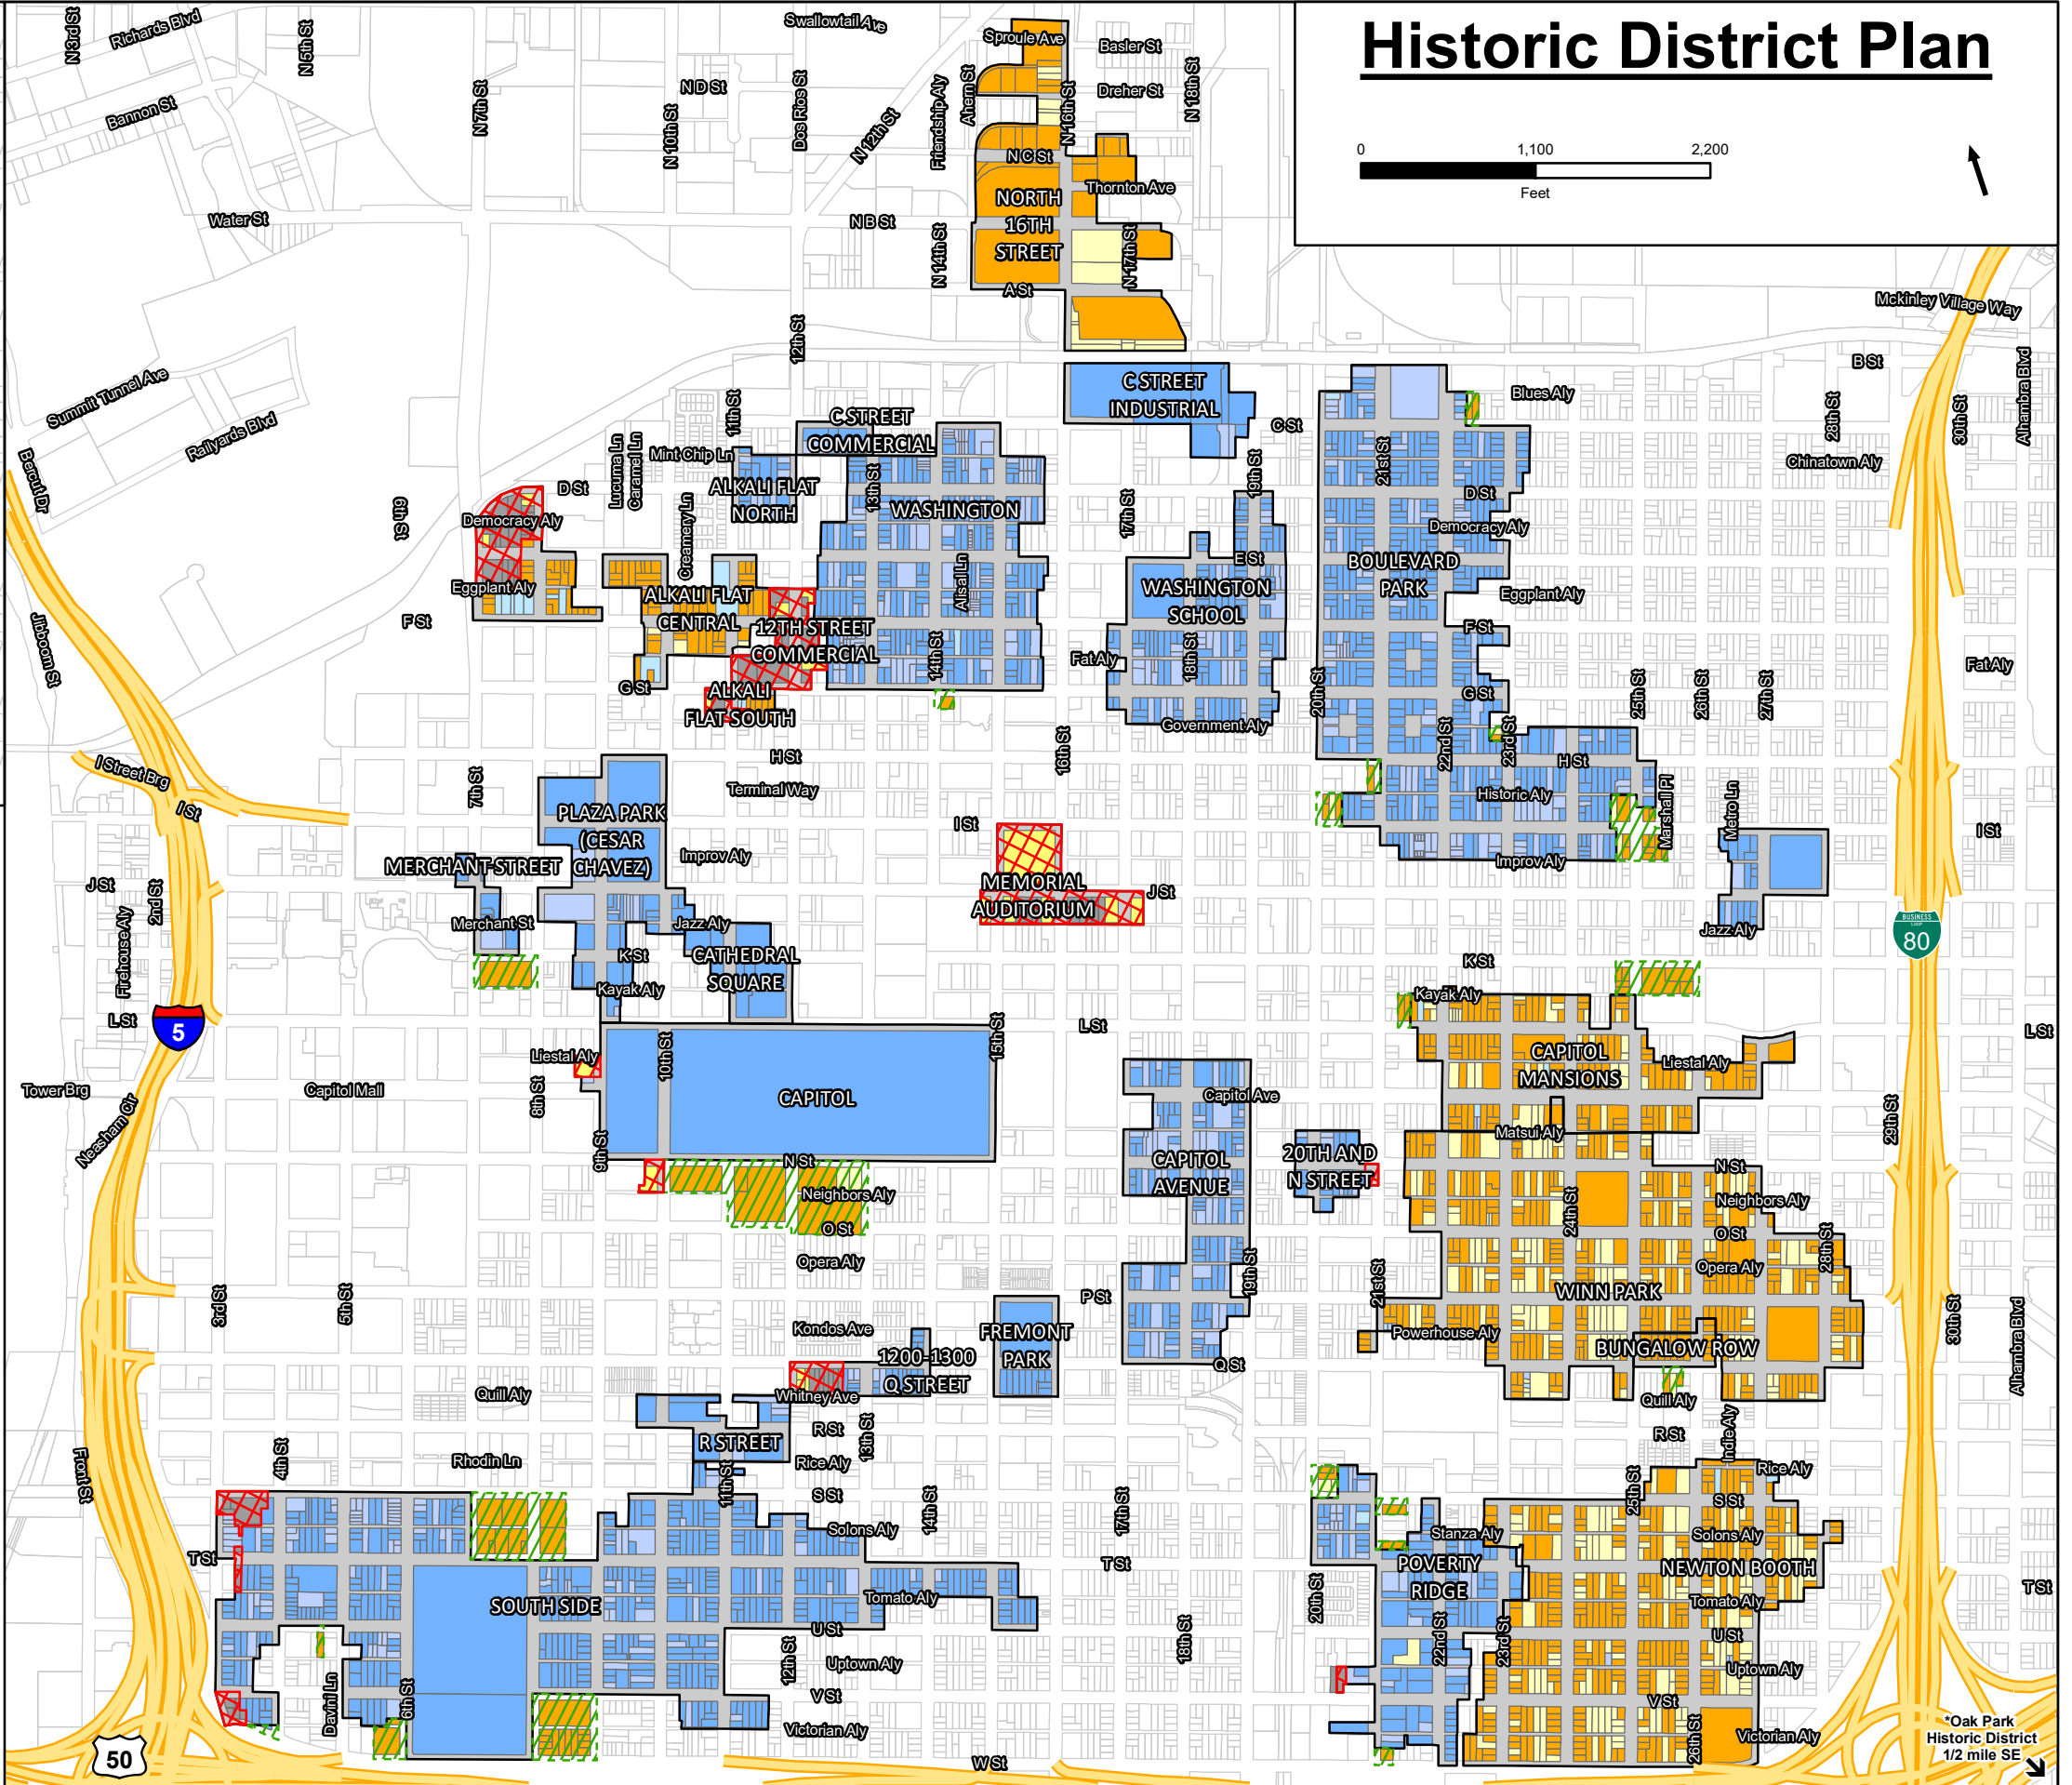 Historic District Plan
0 1,100 2,200
Feet
N 3rd St
Richards Blvd
N 5th St
Bannon St
N 7th St
Water St
N D St
N 10th St
Swallowtail Ave
Dos Rios St
N 12th St
N B St
Friendship Aly
Ahern St
N 14th St
Sproule Ave
Basler St
Dreher St
N 16th St
N 18th St
N C St
Thornton Ave
NORTH
16TH
STREET
N 17th St
A St
Mckinley Village Way
B St
Alhambra Blvd
30th St
28th St
Chinatown Aly
Blues Aly
C St
C STREET
INDUSTRIAL
12th St
11th St
C STREET
COMMERCIAL
Mint Chip Ln
Lucuma Ln
Caramel Ln
Creamery Ln
ALKALI FLAT
NORTH
13th St
WASHINGTON
Alisal Ln
14th St
17th St
19th St
21st St
D St
Democracy Aly
BOULEVARD
PARK
Eggplant Aly
F St
G St
E St
WASHINGTON
SCHOOL
18th St
Fat Aly
Government Aly
20th St
22nd St
23rd St
H St
Historic Aly
Improv Aly
25th St
26th St
27th St
Fat Aly
Marshall Pl
Metro Ln
I St
Jazz Aly
Summit Tunnel Ave
Railyards Blvd
Bercut Dr
6th St
D St
Democracy Aly
Eggplant Aly
F St
ALKALI FLAT
CENTRAL
12TH STREET
COMMERCIAL
G St
ALKALI
FLAT SOUTH
Jibboom St
I Street Brg
I St
7th St
H St
Terminal Way
PLAZA PARK
(CESAR
CHAVEZ)
MERCHANT STREET
Merchant St
Improv Aly
Jazz Aly
K St
Kayak Aly
CATHEDRAL
SQUARE
I St
16th St
MEMORIAL
AUDITORIUM
J St
J St
2nd St
Firehouse Aly
L St
5
Tower Brg
Neasham Cir
Capitol Mall
Liestal Aly
8th St
9th St
10th St
CAPITOL
15th St
L St
N St
Neighbors Aly
O St
Opera Aly
Capitol Ave
CAPITOL
AVENUE
20TH AND
N STREET
K St
Kayak Aly
CAPITOL
MANSIONS
Liestal Aly
Matsui Aly
N St
Neighbors Aly
24th St
O St
Opera Aly
28th St
29th St
L St
BUSINESS
LOOP
80
WINN PARK
Powerhouse Aly
BUNGALOW ROW
Quill Aly
R St
Indie Aly
Rice Aly
21st St
19th St
P St
Q St
FREMONT
PARK
Kondos Ave
1200-1300
Q STREET
Whitney Ave
3rd St
5th St
Quill Aly
Rhodin Ln
4th St
R STREET
R St
13th St
Rice Aly
11th St
S St
14th St
Solons Aly
T St
T St
17th St
Front St
SOUTH SIDE
Tomato Aly
U St
12th St
Uptown Aly
V St
Victorian Aly
W St
18th St
Davini Ln
6th St
50
20th St
Stanza Aly
POVERTY
RIDGE
22nd St
23rd St
25th St
S St
Solons Aly
NEWTON BOOTH
Tomato Aly
U St
Uptown Aly
V St
26th St
Victorian Aly
30th St
Alhambra Blvd
T St
*Oak Park
Historic District
1/2 mile SE